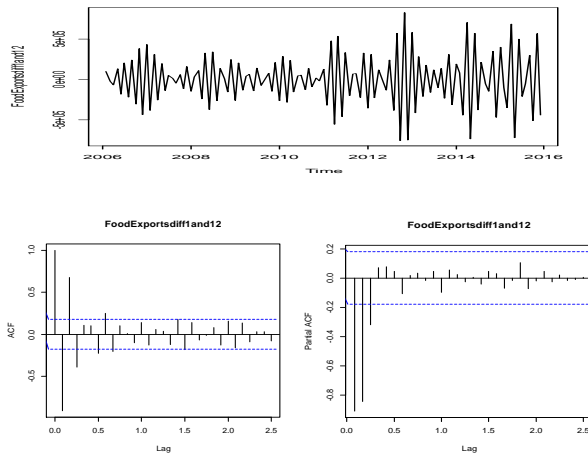 FoodExportsdiff1and12
5e+05
0e+00
-5e+05
2006 2008 2010 2012 2014 2016
Time
FoodExportsdiff1and12
ACF
1.0
0.5
0.0
-0.5
0.0 0.5 1.0 1.5 2.0 2.5
Lag
FoodExportsdiff1and12
Partial ACF
0.2
0.0
-0.2
-0.4
-0.6
-0.8
0.0 0.5 1.0 1.5 2.0 2.5
Lag